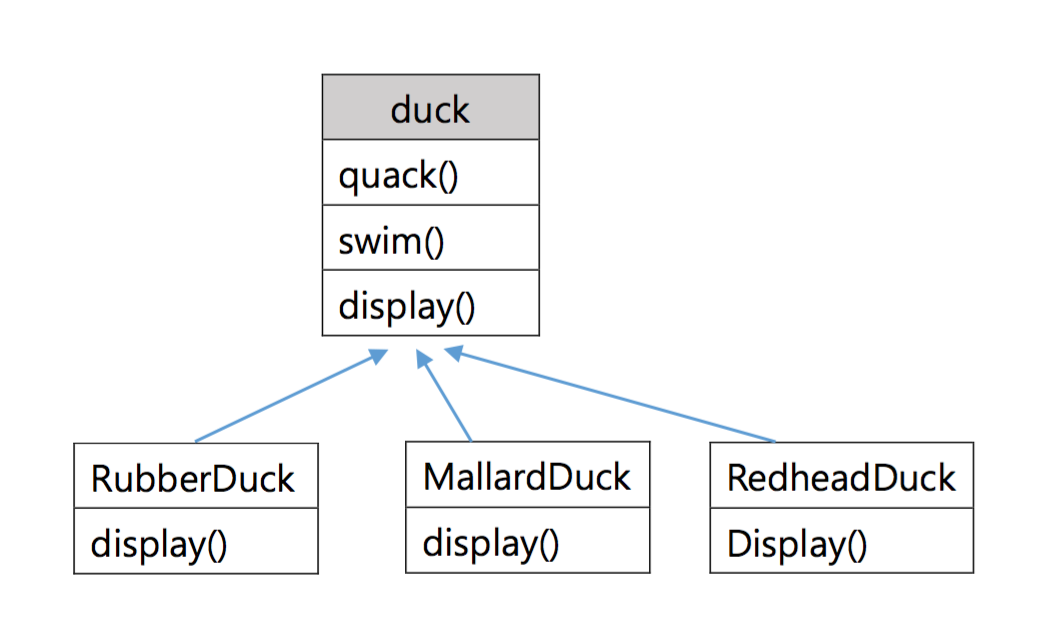 duck
quack()
swim()
display()
RubberDuck
display()
MallardDuck
display()
RedheadDuck
Display()